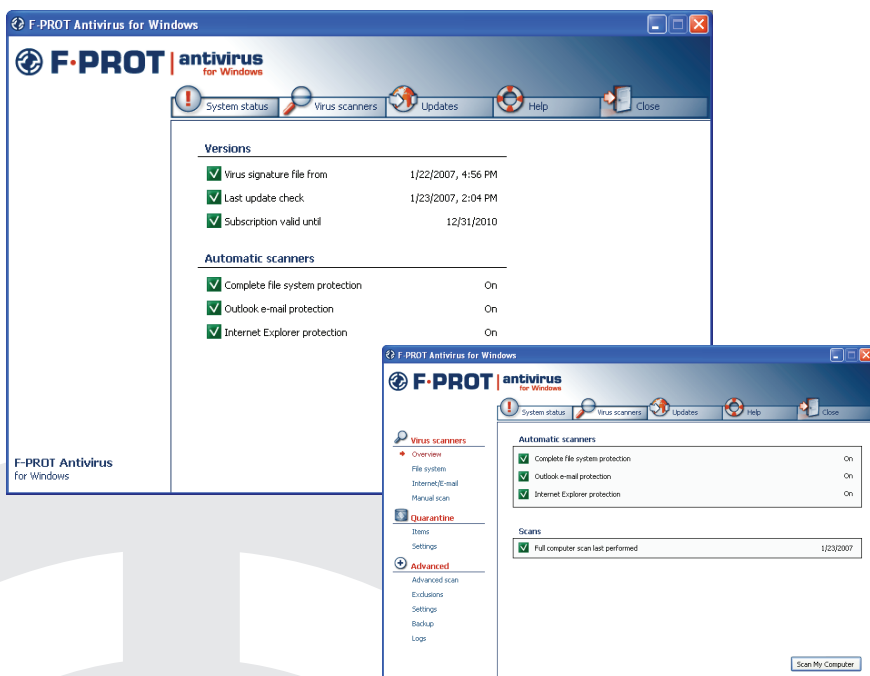 F-PROT Antivirus for Windows
F·PROT antivirus
for Windows
System status Virus scanners Updates Help Close
Versions
Virus signature file from 1/22/2007, 4:56 PM
Last update check 1/23/2007, 2:04 PM
Subscription valid until 12/31/2010
Automatic scanners
Complete file system protection On
Outlook e-mail protection On
Internet Explorer protection On
F-PROT Antivirus
for Windows
F-PROT Antivirus for Windows
F·PROT antivirus
for Windows
System status Virus scanners Updates Help Close
Virus scanners
Overview
File system
Internet/E-mail
Manual scan
Quarantine
Items
Settings
Advanced
Advanced scan
Exclusions
Settings
Backup
Logs
Automatic scanners
Complete file system protection On
Outlook e-mail protection On
Internet Explorer protection On
Scans
Full computer scan last performed 1/23/2007
Scan My Computer